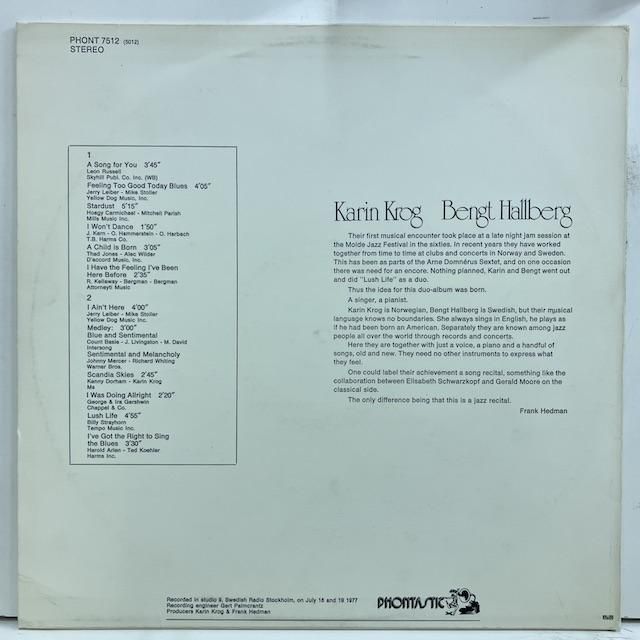 PHONT 7512 (5012)
STEREO
1
A Song for You 3'45"
Leon Russell
Skyhill Publ. Co. Inc. (WB)
Feeling Too Good Today Blues 4'05"
Jerry Leiber - Mike Stoller
Yellow Dog Music, Inc.
Stardust 5'15"
Hoagy Carmichael - Mitchell Parish
Mills Music Inc.
I Won't Dance 1'50"
J. Kern - O. Hammerstein - O. Harbach
T.B. Harms Co.
A Child is Born 3'05"
Thad Jones - Alec Wilder
D'accord Music, Inc.
I Have the Feeling I've Been
Here Before 2'35"
R. Kellaway - Bergman - Bergman
Attorneyti Music
2
I Ain't Here 4'00"
Jerry Leiber - Mike Stoller
Yellow Dog Music Inc.
Medley: 3'00"
Blue and Sentimental
Count Basie - J. Livingston - M. David
Intersong
Sentimental and Melancholy
Johnny Mercer - Richard Whiting
Warner Bros.
Scandia Skies 2'45"
Kenny Dorham - Karin Krog
Ms
I Was Doing Allright 2'20"
George & Ira Gershwin
Chappel & Co.
Lush Life 4'55"
Billy Strayhorn
Tempo Music Inc.
I've Got the Right to Sing
the Blues 3'30"
Harold Arlen - Ted Koehler
Harms Inc.
Karin Krog Bengt Hallberg
Their first musical encounter took place at a late night jam session at
the Molde Jazz Festival in the sixties. In recent years they have worked
together from time to time at clubs and concerts in Norway and Sweden.
This has been as parts of the Arne Domnérus Sextet, and on one occasion
there was need for an encore. Nothing planned, Karin and Bengt went out
and did "Lush Life" as a duo.
Thus the idea for this duo-album was born.
A singer, a pianist.
Karin Krog is Norwegian, Bengt Hallberg is Swedish, but their musical
language knows no boundaries. She always sings in English, he plays as
if he had been born an American. Separately they are known among jazz
people all over the world through records and concerts.
Here they are together with just a voice, a piano and a handful of
songs, old and new. They need no other instruments to express what
they feel.
One could label their achievement a song recital, something like the
collaboration between Elisabeth Schwarzkopf and Gerald Moore on the
classical side.
The only difference being that this is a jazz recital.
Frank Hedman
Recorded in studio 9, Swedish Radio Stockholm, on July 18 and 19 1977
Recording engineer Gert Palmcrantz
Producers Karin Krog & Frank Hedman
PHONTASTIC